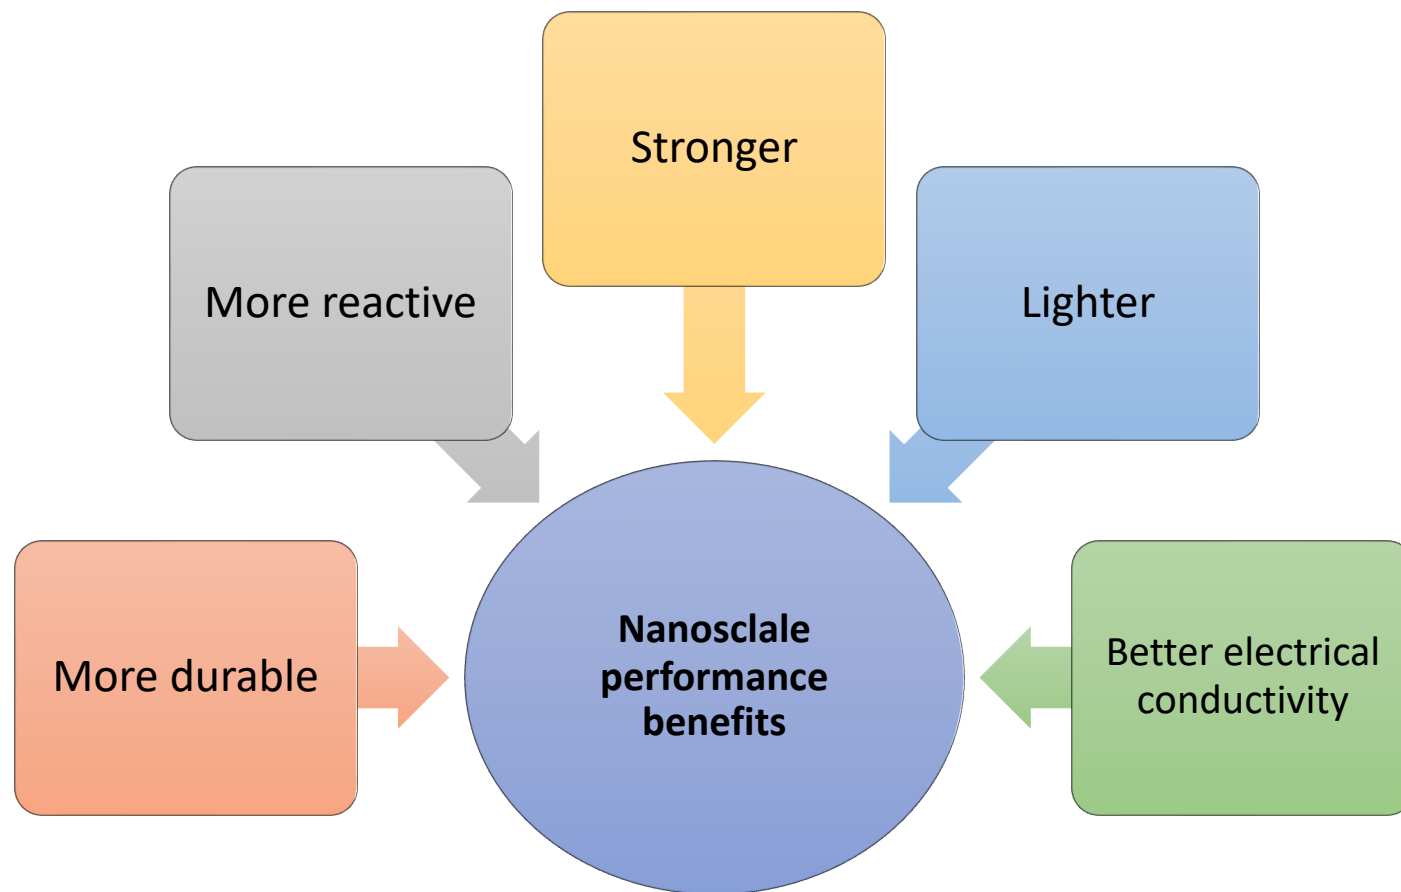 Stronger
More reactive
Lighter
More durable
Nanosclale
performance
benefits
Better electrical
conductivity